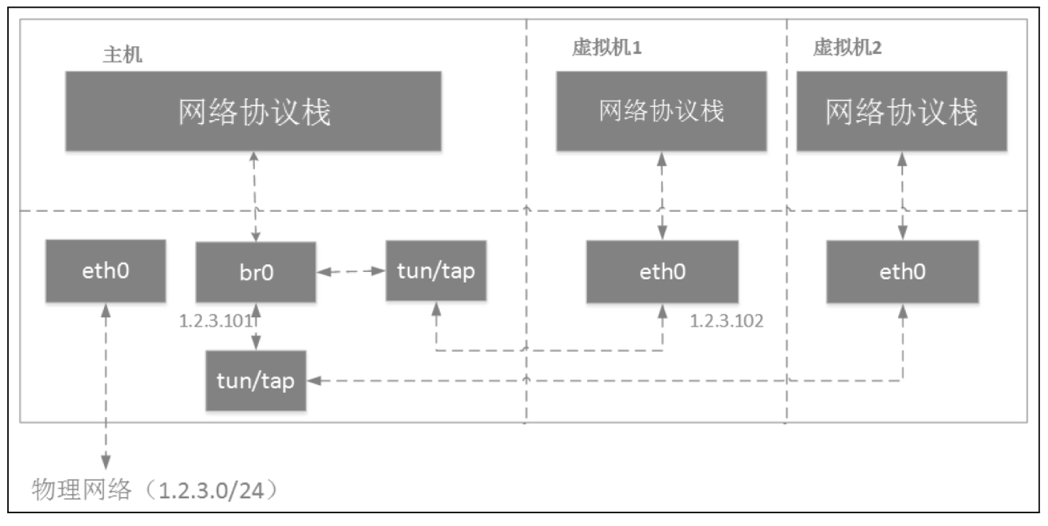 主机
虚拟机1
虚拟机2
网络协议栈
网络协议栈
网络协议栈
eth0
br0
tun/tap
eth0
eth0
1.2.3.101
1.2.3.102
tun/tap
物理网络（1.2.3.0/24）